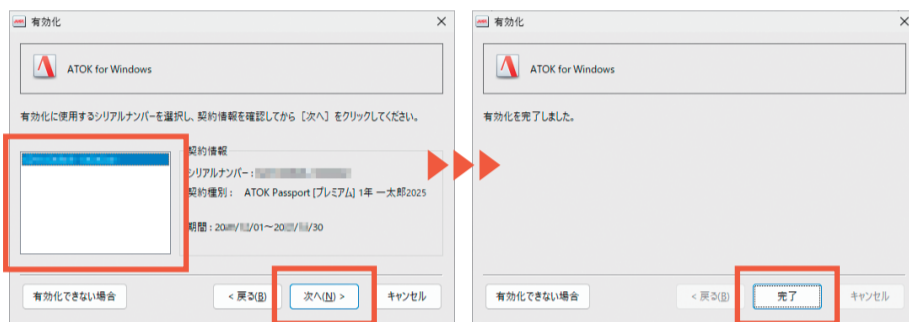 有効化
ATOK for Windows
有効化に使用するシリアルナンバーを選択し、契約情報を確認してから［次へ］をクリックしてください。
契約情報
シリアルナンバー：
契約種別： ATOK Passport [プレミアム] 1年 一太郎2025
期間：20 / /01～20 / /30
有効化できない場合
< 戻る(B)
次へ(N) >
キャンセル
有効化
ATOK for Windows
有効化を完了しました。
有効化できない場合
< 戻る(B)
完了
キャンセル